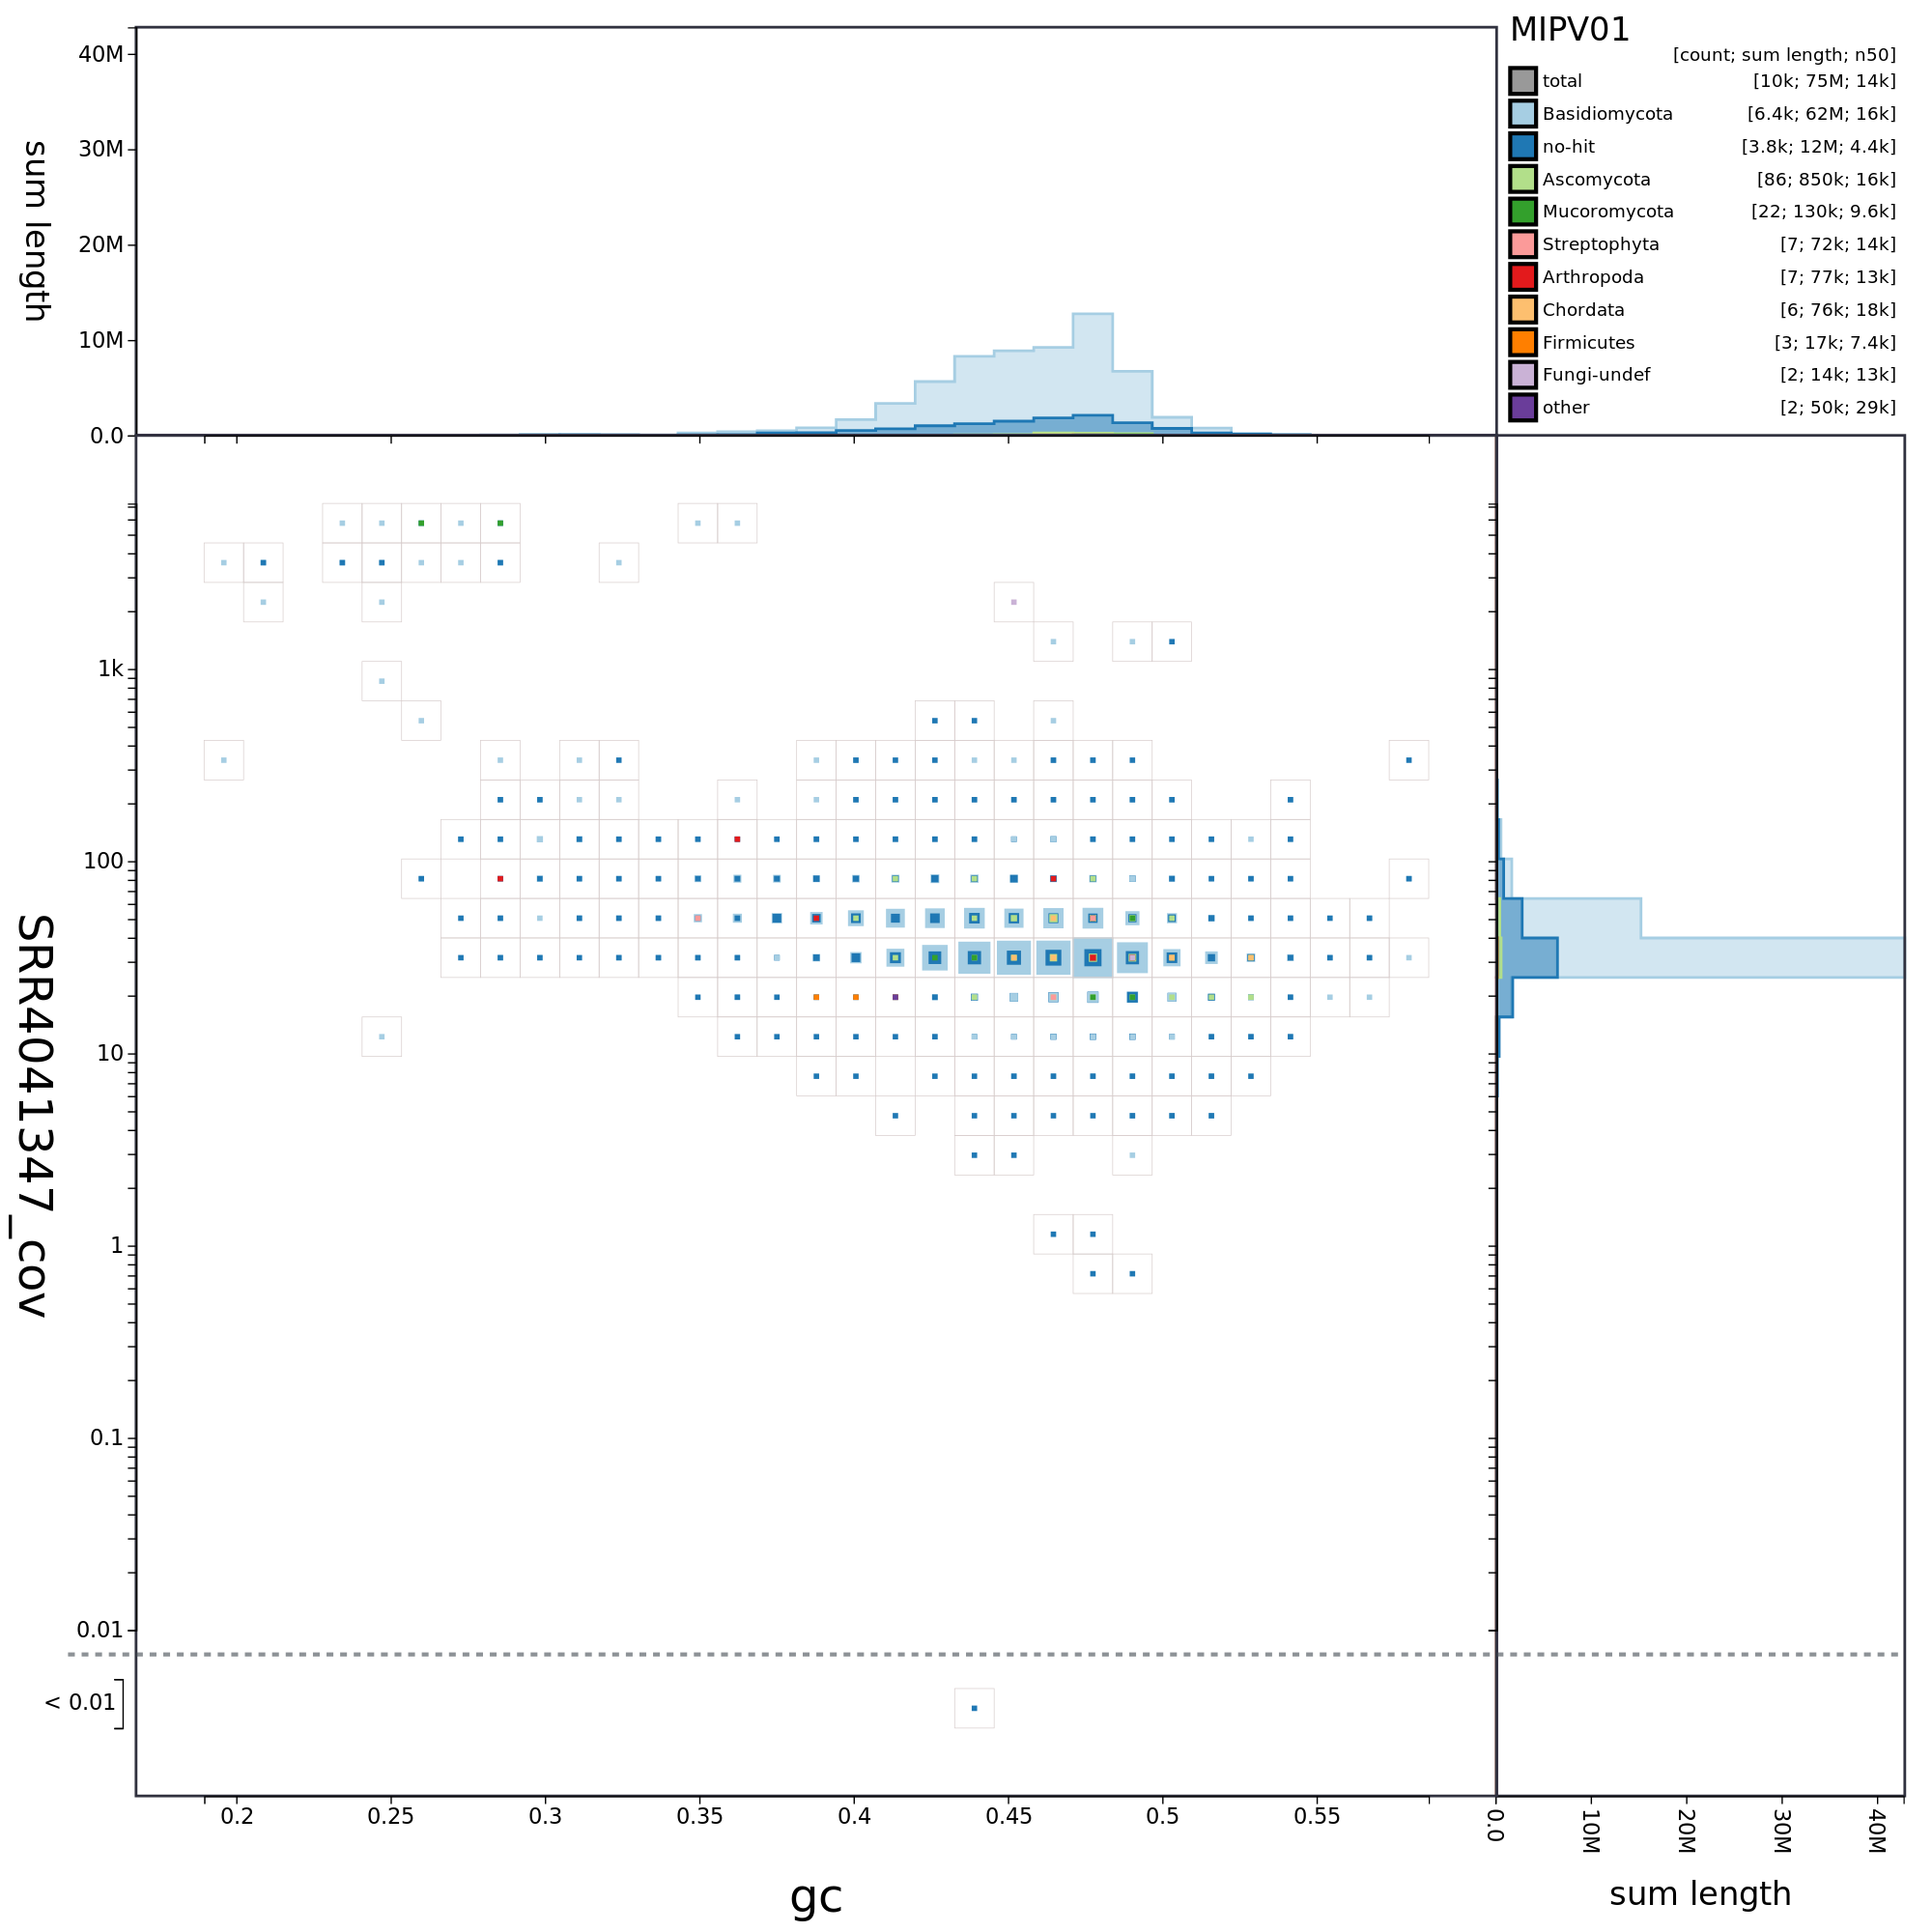 MIPV01
[count; sum length; n50]
total [10k; 75M; 14k]
Basidiomycota [6.4k; 62M; 16k]
no-hit [3.8k; 12M; 4.4k]
Ascomycota [86; 850k; 16k]
Mucoromycota [22; 130k; 9.6k]
Streptophyta [7; 72k; 14k]
Arthropoda [7; 77k; 13k]
Chordata [6; 76k; 18k]
Firmicutes [3; 17k; 7.4k]
Fungi-undef [2; 14k; 13k]
other [2; 50k; 29k]
sum length
40M
30M
20M
10M
0.0
SRR4041347_cov
1k
100
10
1
0.1
0.01
< 0.01
0.2 0.25 0.3 0.35 0.4 0.45 0.5 0.55
gc
0.0 10M 20M 30M 40M
sum length